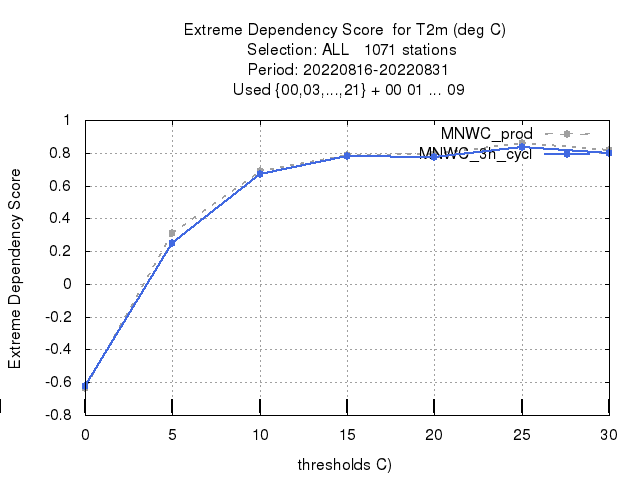 Extreme Dependency Score  for T2m (deg C)
Selection: ALL   1071 stations
Period: 20220816-20220831
Used {00,03,...,21} + 00 01 ... 09
MNWC_prod
MNWC_3h_cycl
Extreme Dependency Score
1
0.8
0.6
0.4
0.2
0
-0.2
-0.4
-0.6
-0.8
0 5 10 15 20 25 30
thresholds C)